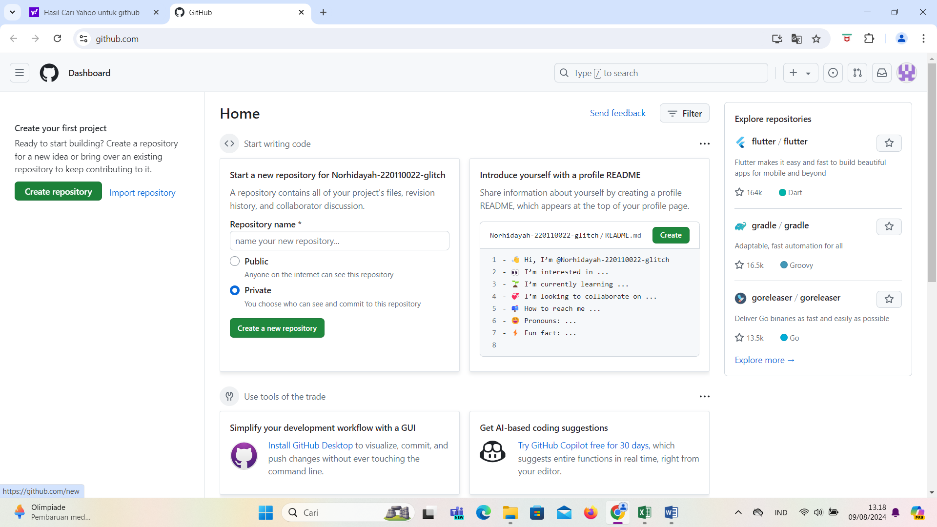 Hasil Cari Yahoo untuk github
GitHub
github.com
Dashboard
Type / to search
Create your first project
Ready to start building? Create a repository
for a new idea or bring over an existing
repository to keep contributing to it.
Create repository
Import repository
Home
Send feedback
Filter
Start writing code
Start a new repository for Norhidayah-220110022-glitch
A repository contains all of your project's files, revision
history, and collaborator discussion.
Repository name *
name your new repository...
Public
Anyone on the internet can see this repository
Private
You choose who can see and commit to this repository
Create a new repository
Introduce yourself with a profile README
Share information about yourself by creating a profile
README, which appears at the top of your profile page.
Norhidayah-220110022-glitch / README.md
Create
1 - 👋 Hi, I'm @Norhidayah-220110022-glitch
2 - 👀 I'm interested in ...
3 - 🌱 I'm currently learning ...
4 - 💞️ I'm looking to collaborate on ...
5 - 📫 How to reach me ...
6 - 😄 Pronouns: ...
7 - ⚡ Fun fact: ...
8
Use tools of the trade
Simplify your development workflow with a GUI
Install GitHub Desktop to visualize, commit, and
push changes without ever touching the
command line.
Get AI-based coding suggestions
Try GitHub Copilot free for 30 days, which
suggests entire functions in real time, right from
your editor.
Explore repositories
flutter / flutter
Flutter makes it easy and fast to build beautiful
apps for mobile and beyond
164k
Dart
gradle / gradle
Adaptable, fast automation for all
16.5k
Groovy
goreleaser / goreleaser
Deliver Go binaries as fast and easily as possible
13.5k
Go
Explore more →
https://github.com/new
Olimpiade
Pembaruan med...
Cari
IND
13.18
09/08/2024